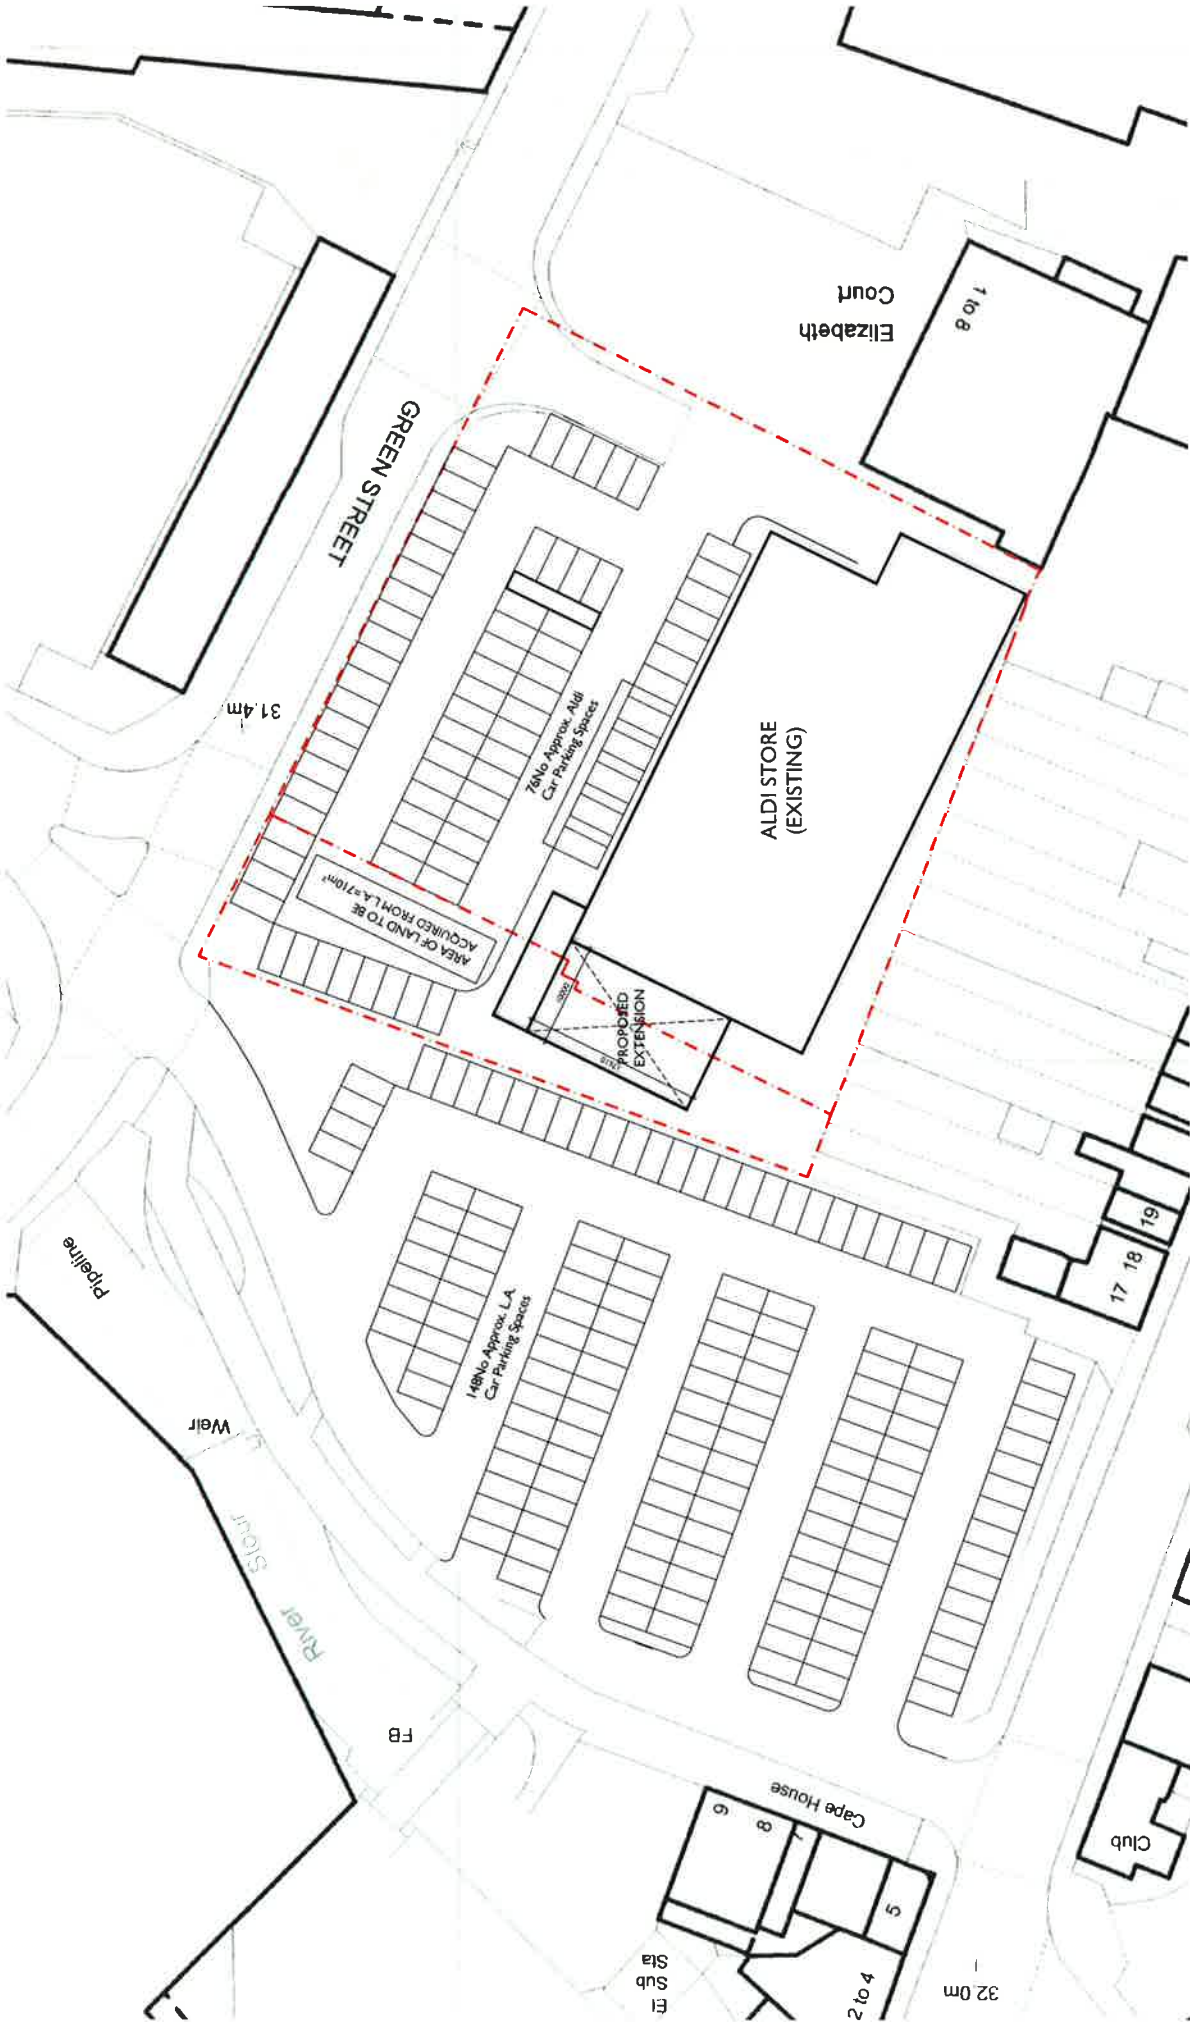 GREEN STREET
Elizabeth
Court
1 to 8
31.4m
76No Approx. Aldi
Car Parking Spaces
ALDI STORE
(EXISTING)
AREA OF LAND TO BE
ACQUIRED FROM L.A.=710m²
PROPOSED
EXTENSION
Pipeline
Weir
River Stour
148No Approx. L.A.
Car Parking Spaces
19
18
17
FB
Cape House
9
8
7
5
2 to 4
El
Sub
Sta
32.0m
Club